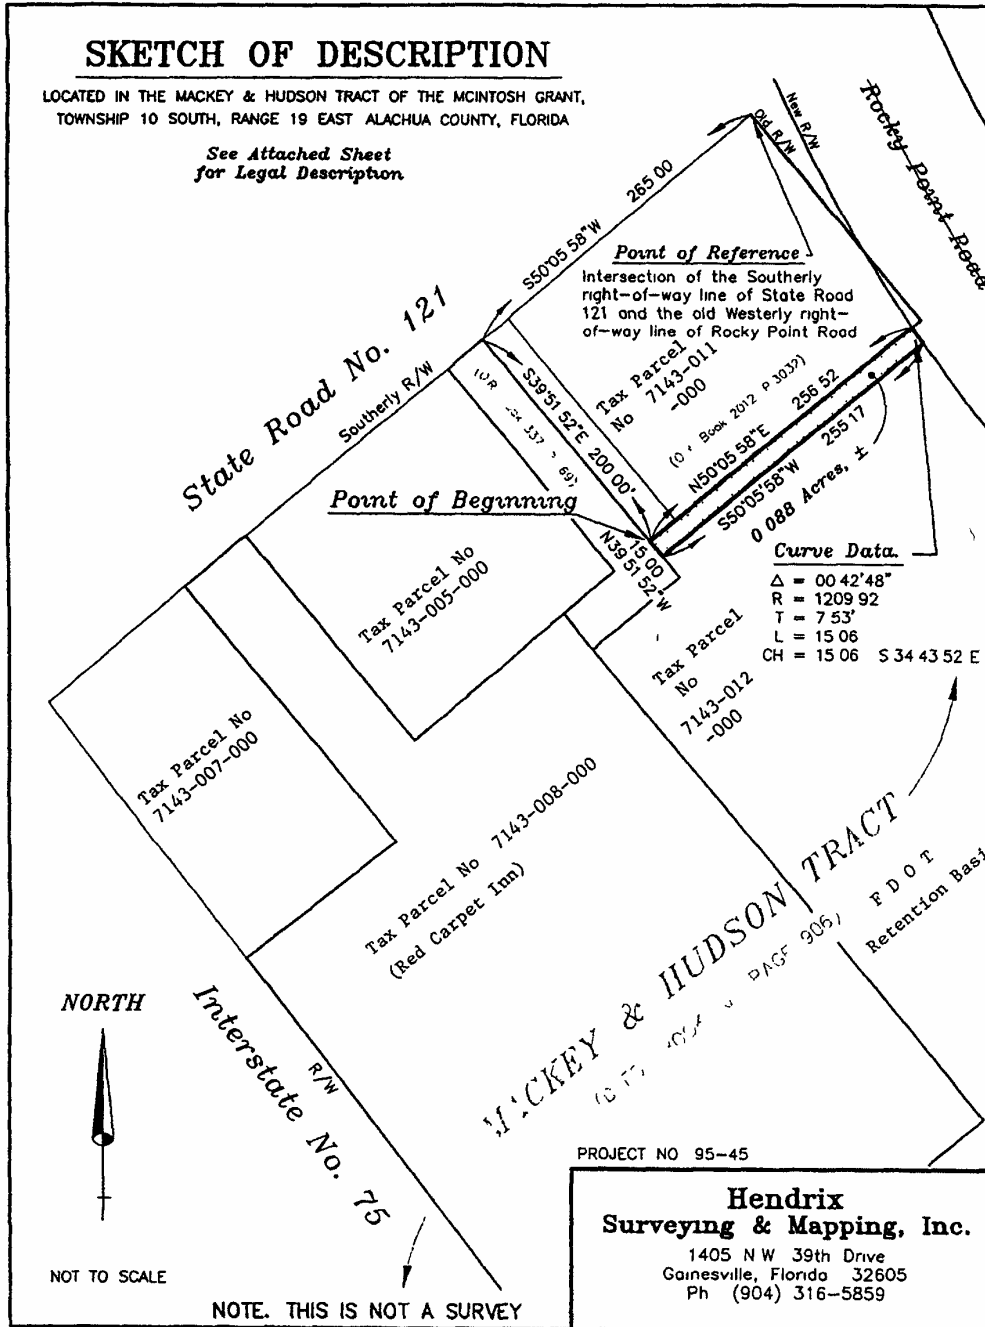 SKETCH OF DESCRIPTION
LOCATED IN THE MACKEY & HUDSON TRACT OF THE MCINTOSH GRANT,
TOWNSHIP 10 SOUTH, RANGE 19 EAST ALACHUA COUNTY, FLORIDA
See Attached Sheet
for Legal Description
New R/W
Old R/W
Rocky Point Road
265 00
S50°05 58"W
Point of Reference
Intersection of the Southerly
right-of-way line of State Road
121 and the old Westerly right-
of-way line of Rocky Point Road
State Road No. 121
Southerly R/W
S39°51 52"E 200 00'
Tax Parcel
No 7143-011
-000
Book 2012 P 3032)
N50°05 58"E 256 52
S50°05'58"W 255 17
0 088 Acres, ±
Point of Beginning
15 00
N39°51 52"W
Curve Data.
Δ = 00 42'48"
R = 1209 92
T = 7 53'
L = 15 06
CH = 15 06 S 34 43 52 E
Tax Parcel No
7143-005-000
Tax Parcel
No
7143-012
-000
Tax Parcel No
7143-007-000
Tax Parcel No 7143-008-000
(Red Carpet Inn)
MACKEY & HUDSON TRACT
PAGE 906)
F D O T
Retention Basi
NORTH
Interstate No. 75
R/W
NOT TO SCALE
NOTE. THIS IS NOT A SURVEY
PROJECT NO 95-45
Hendrix
Surveying & Mapping, Inc.
1405 N W 39th Drive
Gainesville, Florida 32605
Ph (904) 316-5859